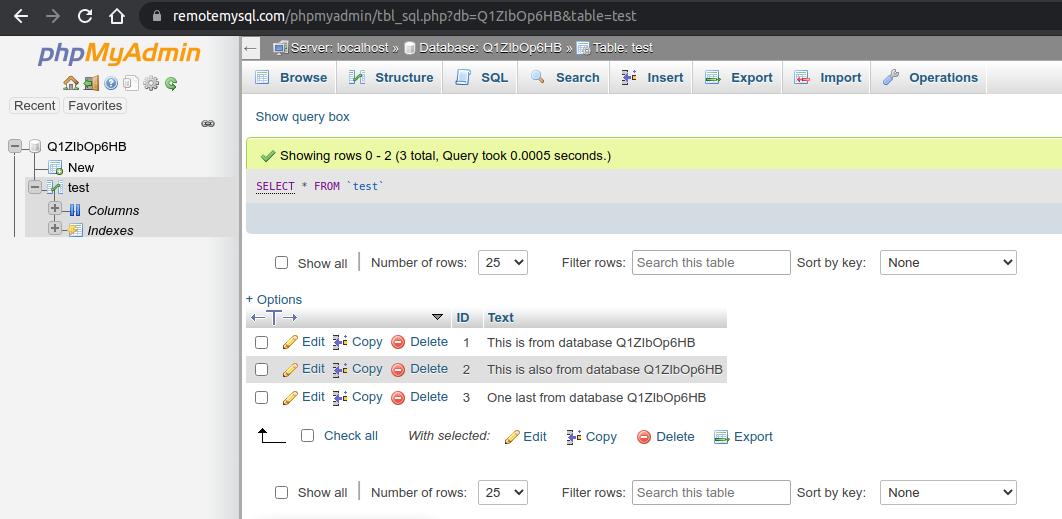 remotemysql.com/phpmyadmin/tbl_sql.php?db=Q1ZIbOp6HB&table=test
phpMyAdmin
Recent Favorites
Q1ZIbOp6HB
New
test
Columns
Indexes
Server: localhost » Database: Q1ZIbOp6HB » Table: test
Browse Structure SQL Search Insert Export Import Operations
Show query box
Showing rows 0 - 2 (3 total, Query took 0.0005 seconds.)
SELECT * FROM `test`
Show all Number of rows: 25 Filter rows: Search this table Sort by key: None
+ Options
ID Text
Edit Copy Delete 1 This is from database Q1ZIbOp6HB
Edit Copy Delete 2 This is also from database Q1ZIbOp6HB
Edit Copy Delete 3 One last from database Q1ZIbOp6HB
Check all With selected: Edit Copy Delete Export
Show all Number of rows: 25 Filter rows: Search this table Sort by key: None